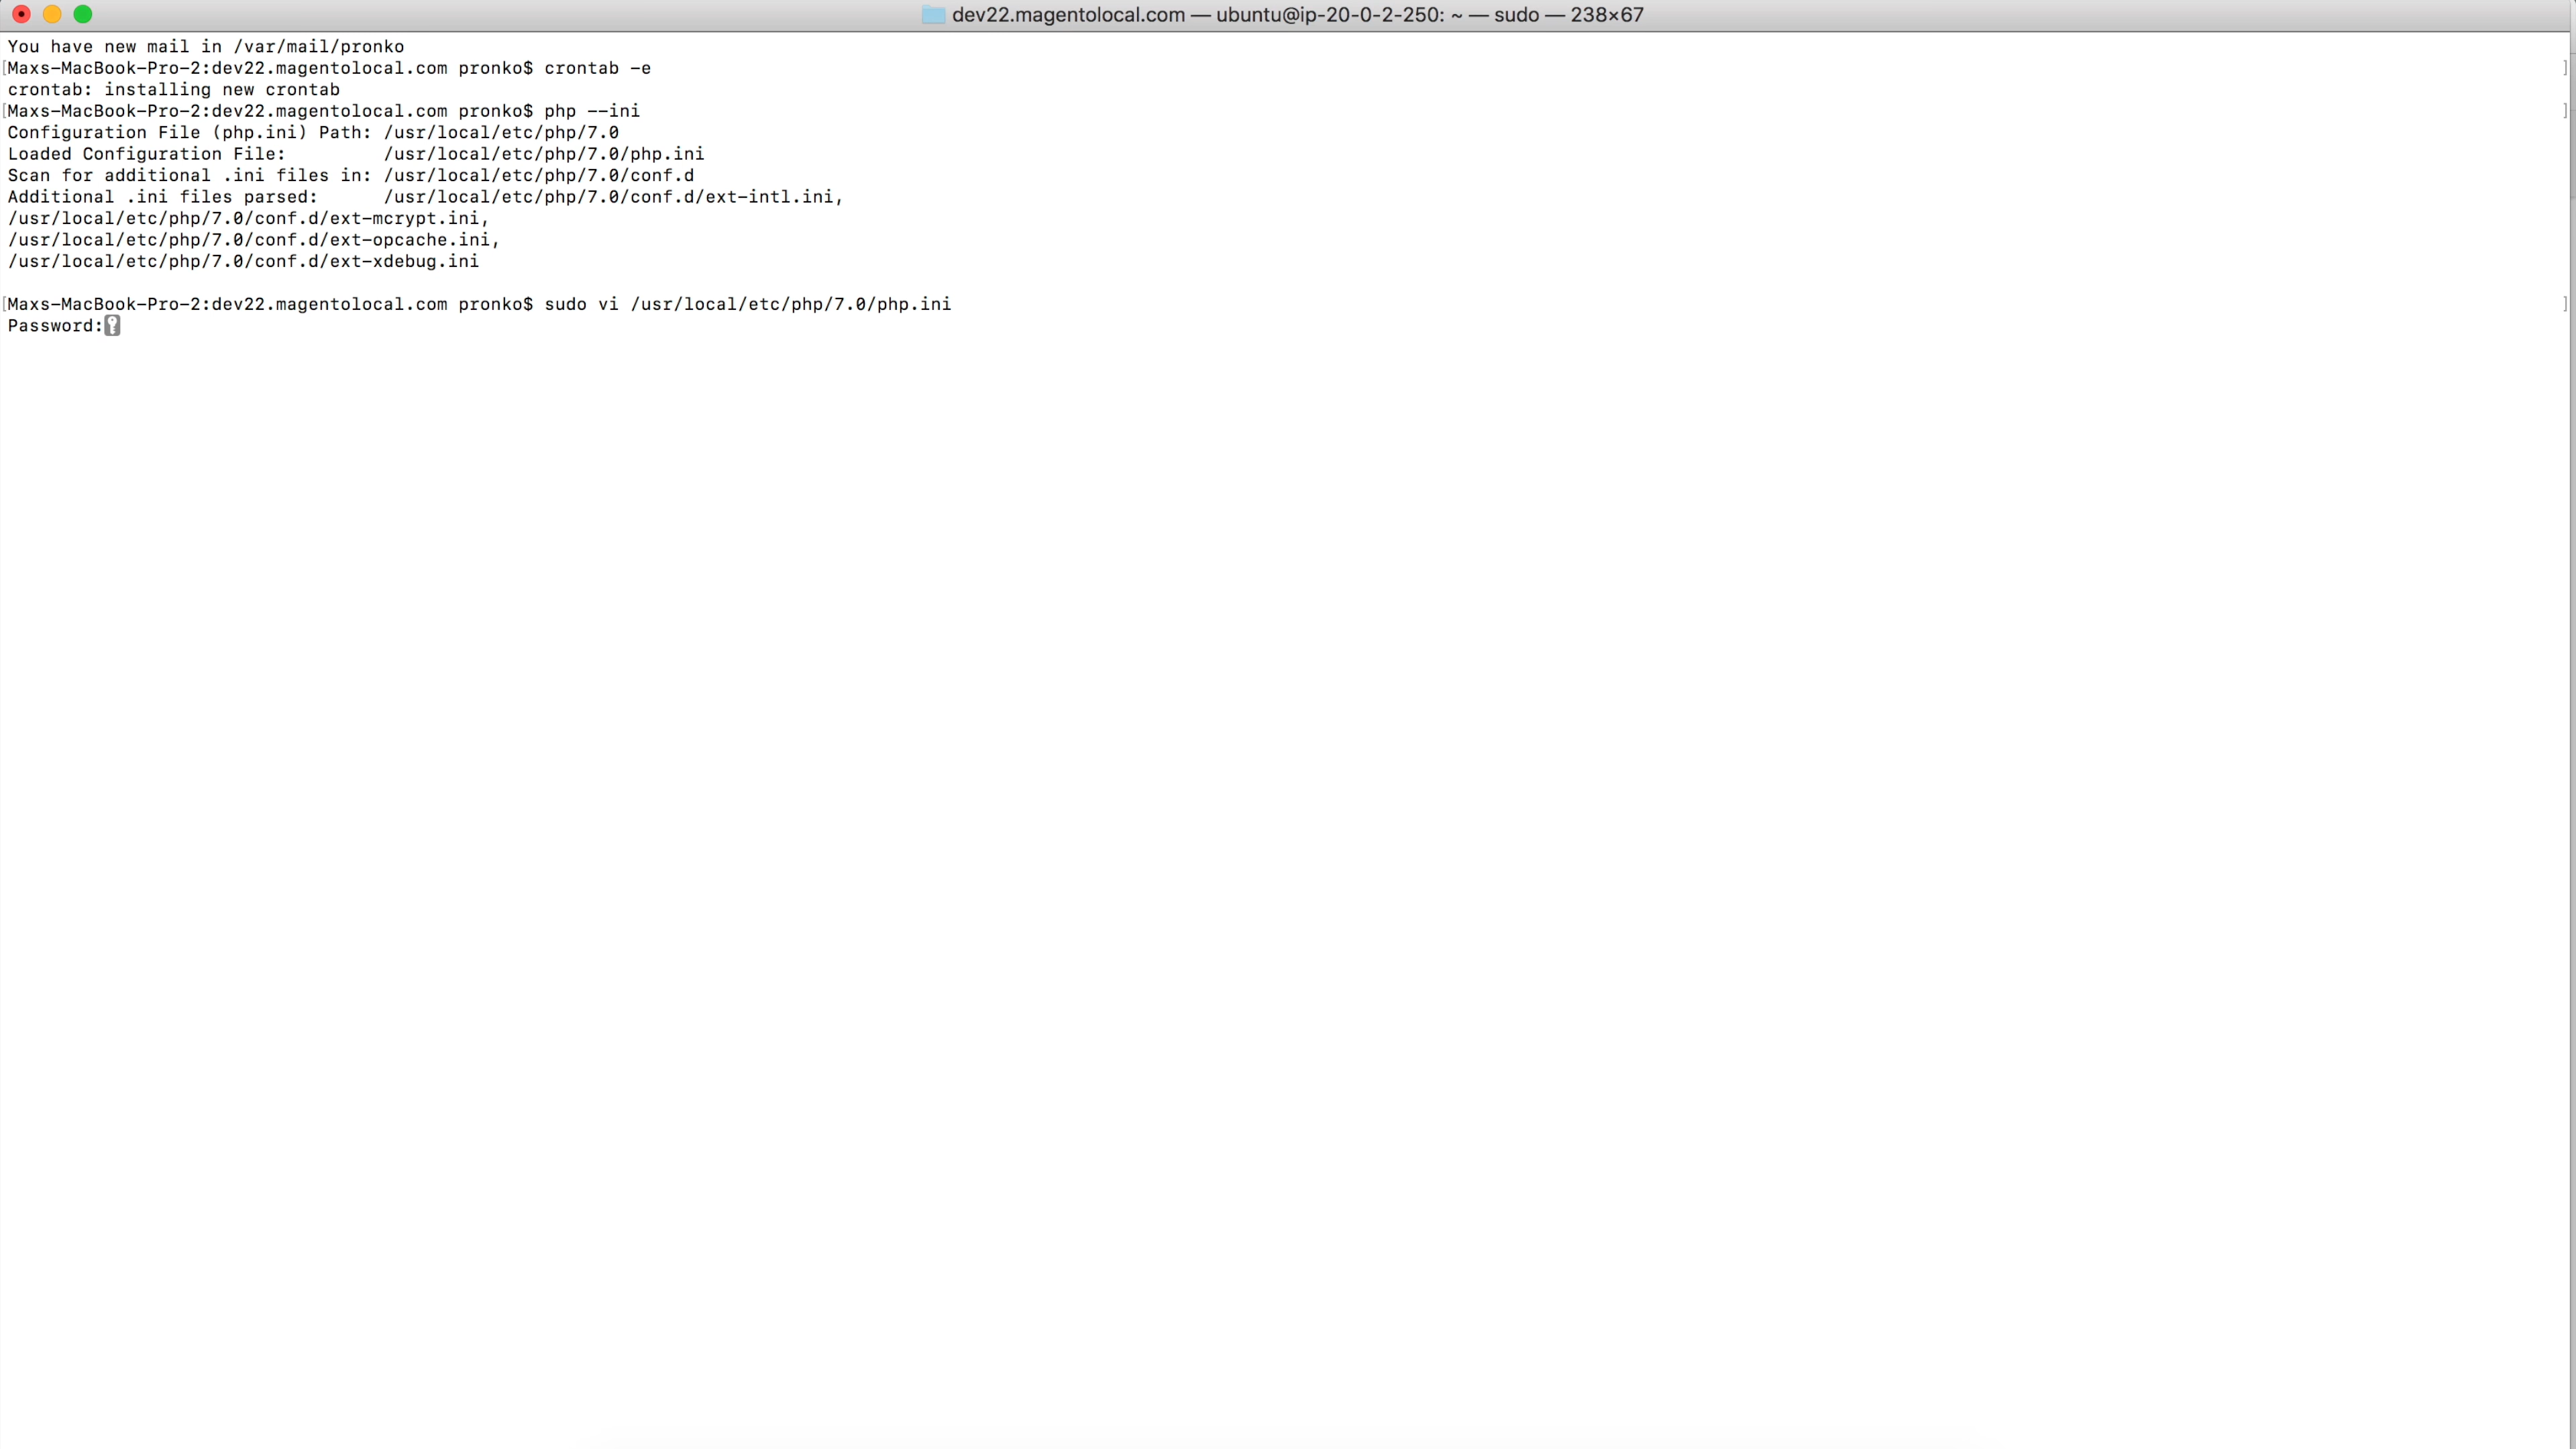 dev22.magentolocal.com — ubuntu@ip-20-0-2-250: ~ — sudo — 238×67
You have new mail in /var/mail/pronko
[Maxs-MacBook-Pro-2:dev22.magentolocal.com pronko$ crontab -e ]
crontab: installing new crontab
[Maxs-MacBook-Pro-2:dev22.magentolocal.com pronko$ php --ini ]
Configuration File (php.ini) Path: /usr/local/etc/php/7.0
Loaded Configuration File:         /usr/local/etc/php/7.0/php.ini
Scan for additional .ini files in: /usr/local/etc/php/7.0/conf.d
Additional .ini files parsed:      /usr/local/etc/php/7.0/conf.d/ext-intl.ini,
/usr/local/etc/php/7.0/conf.d/ext-mcrypt.ini,
/usr/local/etc/php/7.0/conf.d/ext-opcache.ini,
/usr/local/etc/php/7.0/conf.d/ext-xdebug.ini
[Maxs-MacBook-Pro-2:dev22.magentolocal.com pronko$ sudo vi /usr/local/etc/php/7.0/php.ini ]
Password: